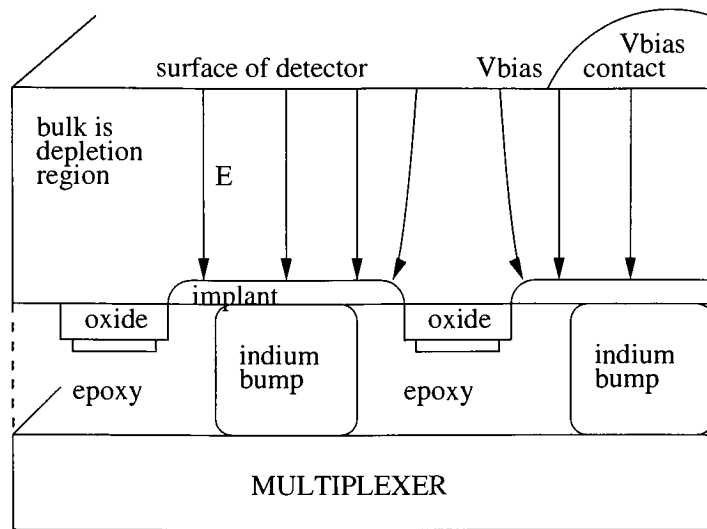 surface of detector
Vbias
Vbias
contact
bulk is
depletion
region
E
implant
oxide
oxide
indium
bump
indium
bump
epoxy
epoxy
MULTIPLEXER